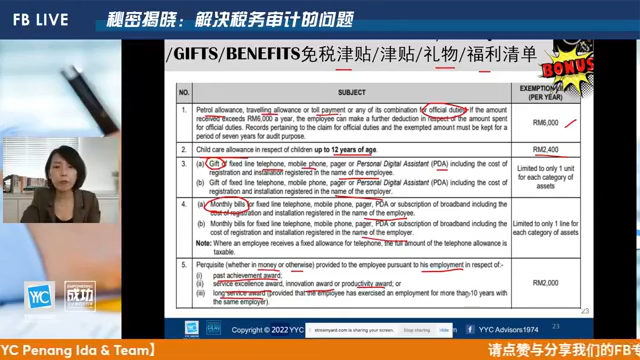 FB LIVE
秘密揭晓：解决税务审计的问题
/GIFTS/BENEFITS免税津贴/津贴/礼物/福利清单
BONUS
NO.
SUBJECT
EXEMPTION
(PER YEAR)
1.
Petrol allowance, travelling allowance or toll payment or any of its combination for official duties. If the amount
received exceeds RM6,000 a year, the employee can make a further deduction in respect of the amount spent
for official duties. Records pertaining to the claim for official duties and the exempted amount must be kept for a
period of seven years for audit purpose.
RM6,000
2.
Child care allowance in respect of children up to 12 years of age.
RM2,400
3.
(a) Gift of fixed line telephone, mobile phone, pager or Personal Digital Assistant (PDA) including the cost of
registration and installation registered in the name of the employee.
(b) Gift of fixed line telephone, mobile phone, pager or Personal Digital Assistant (PDA) including the cost of
registration and installation registered in the name of the employer.
Limited to only 1 unit
for each category of
assets
4.
(a) Monthly bills for fixed line telephone, mobile phone, pager, PDA or subscription of broadband including the
cost of registration and installation registered in the name of the employee.
(b) Monthly bills for fixed line telephone, mobile phone, pager, PDA or subscription of broadband including the
cost of registration and installation registered in the name of the employer.
Note: Where an employee receives a fixed allowance for telephone, the full amount of the telephone allowance is
taxable.
Limited to only 1 line for
each category of assets
5.
Perquisite (whether in money or otherwise) provided to the employee pursuant to his employment in respect of:-
(i) past achievement award;
(ii) service excellence award, innovation award or productivity award; or
(iii) long service award (provided that the employee has exercised an employment for more than 10 years with
the same employer).
RM2,000
23
YYC
成功
Copyright © 2022 YYC
streamyard.com is sharing your screen.
Stop sharing
Hide
YYC Advisors1974
23
YC Penang Ida & Team】
请点赞与分享我们的FB专